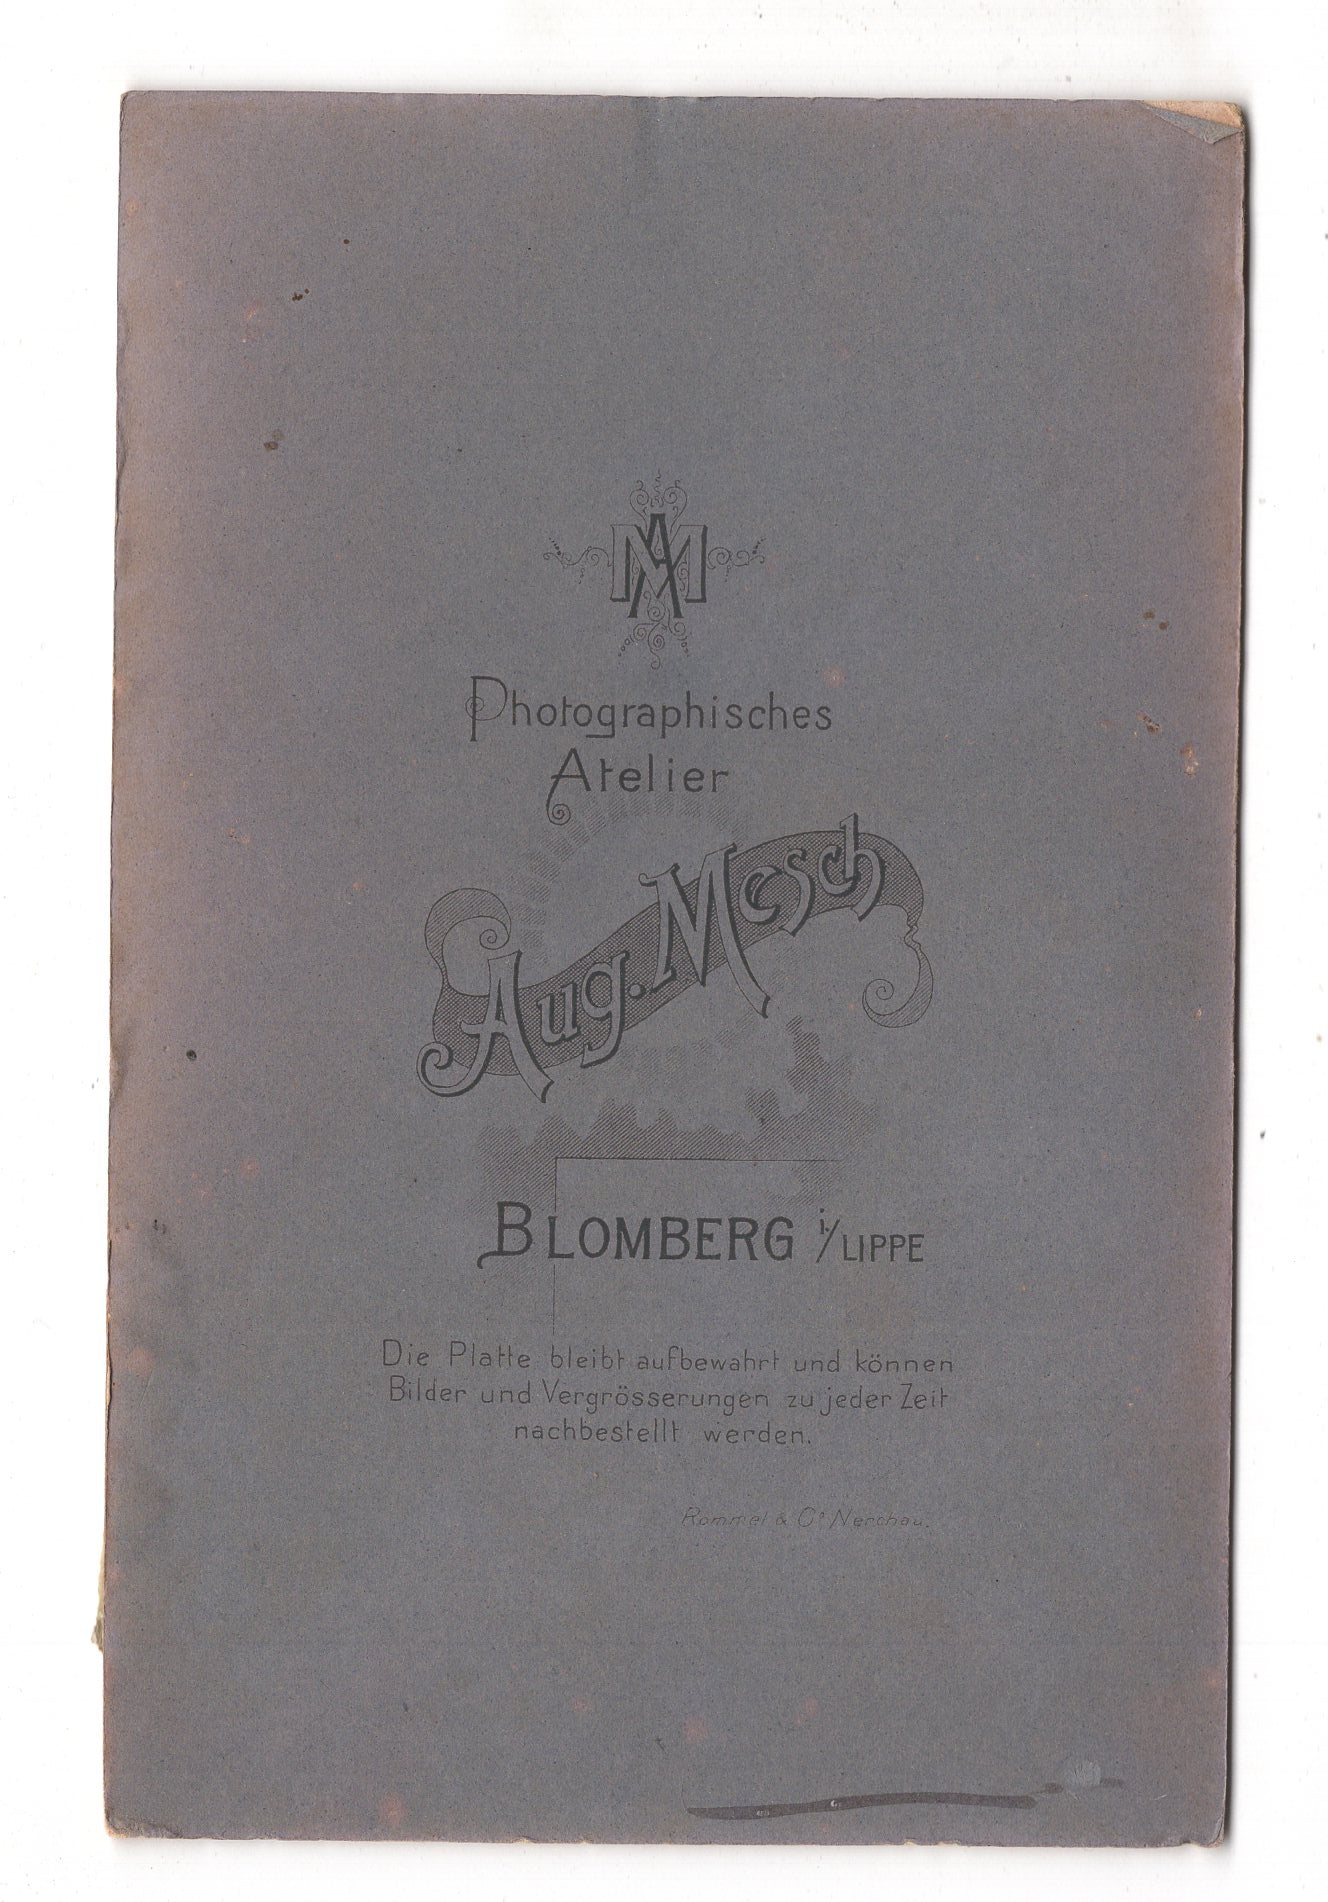 AM
Photographisches
Atelier
Aug. Mesch
BLOMBERG i./LIPPE
Die Platte bleibt aufbewahrt und können
Bilder und Vergrösserungen zu jeder Zeit
nachbestellt werden.
Rommel & Co Nerchau.